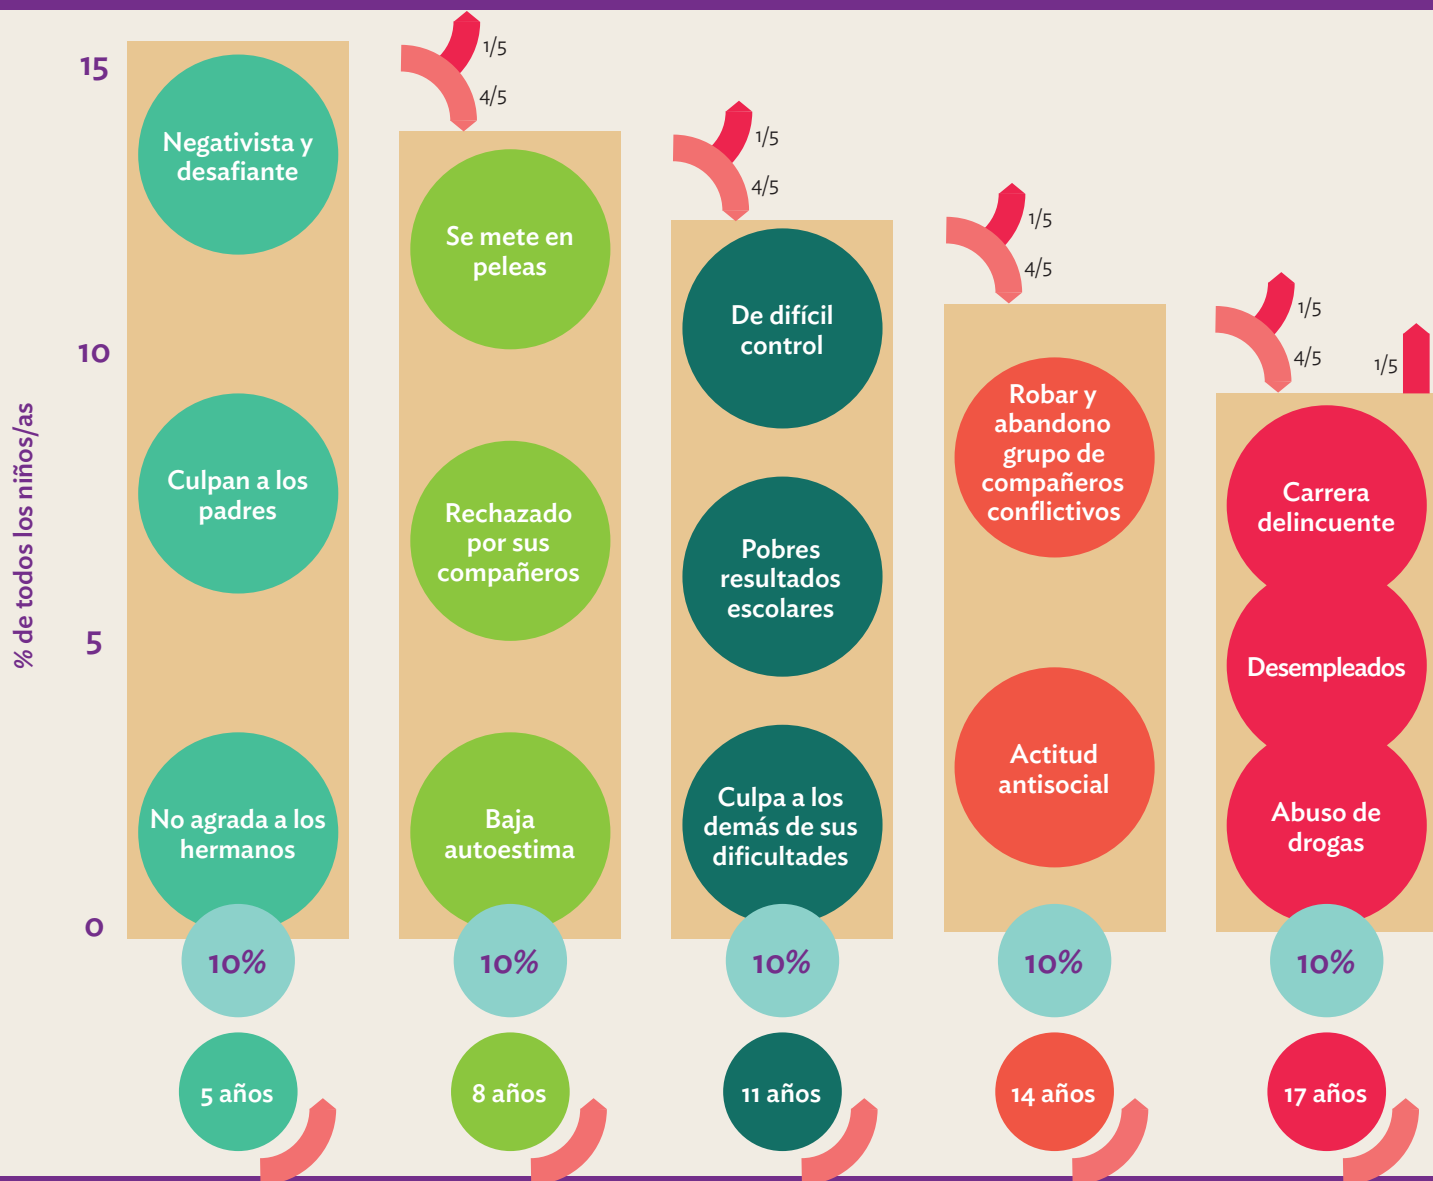 % de todos los niños/as
15
10
5
0
Negativista y
desafiante
Culpan a los
padres
No agrada a los
hermanos
10%
5 años
1/5
4/5
Se mete en
peleas
Rechazado
por sus
compañeros
Baja
autoestima
10%
8 años
1/5
4/5
De difícil
control
Pobres
resultados
escolares
Culpa a los
demás de sus
dificultades
10%
11 años
1/5
4/5
Robar y
abandono
grupo de
compañeros
conflictivos
Actitud
antisocial
10%
14 años
1/5
4/5
1/5
Carrera
delincuente
Desempleados
Abuso de
drogas
10%
17 años